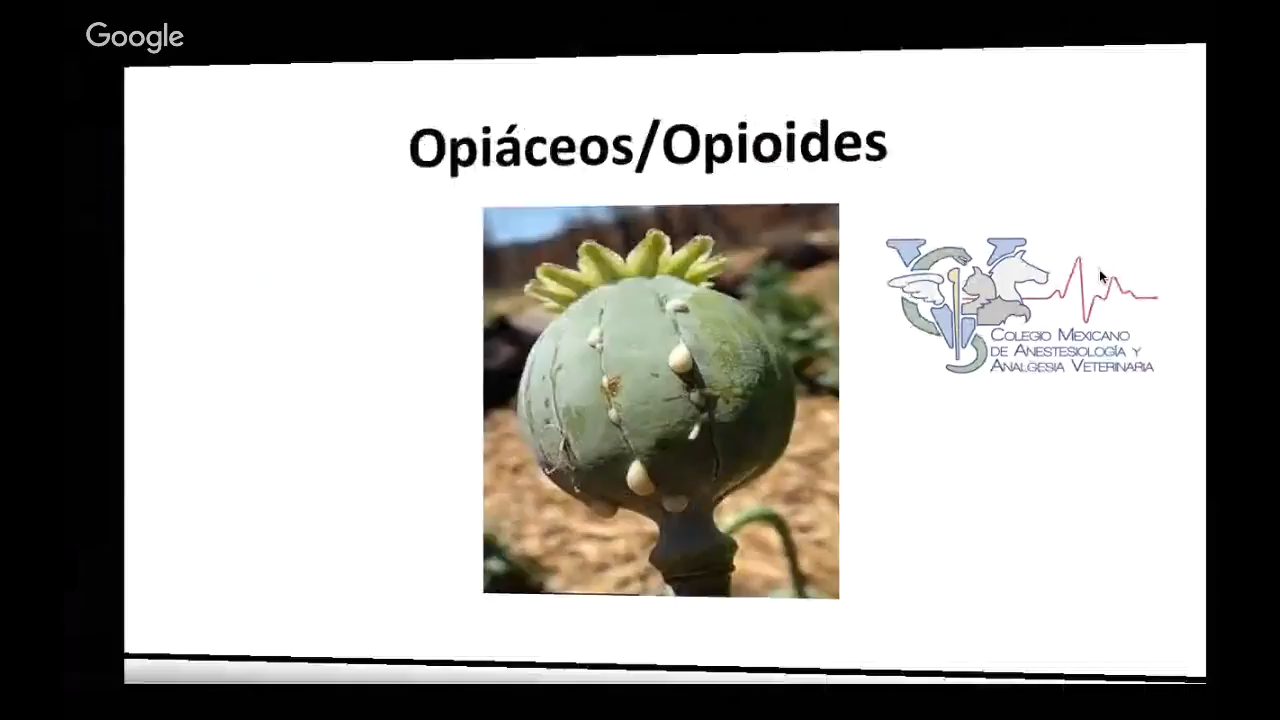 Google
Opiáceos/Opioides
Colegio Mexicano
de Anestesiología y
Analgesia Veterinaria